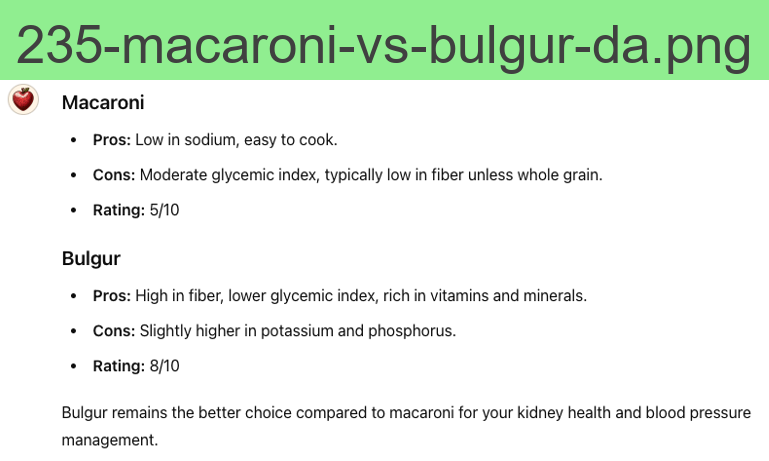 235-macaroni-vs-bulgur-da.png
Macaroni
• Pros: Low in sodium, easy to cook.
• Cons: Moderate glycemic index, typically low in fiber unless whole grain.
• Rating: 5/10
Bulgur
• Pros: High in fiber, lower glycemic index, rich in vitamins and minerals.
• Cons: Slightly higher in potassium and phosphorus.
• Rating: 8/10
Bulgur remains the better choice compared to macaroni for your kidney health and blood pressure
management.